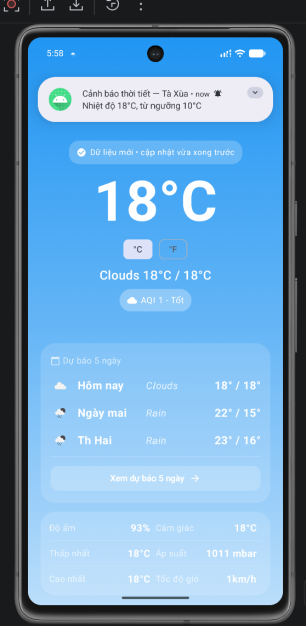 5:58
Cảnh báo thời tiết — Tà Xùa • now
Nhiệt độ 18°C, từ ngưỡng 10°C
Dữ liệu mới • cập nhật vừa xong trước
18°C
°C °F
Clouds 18°C / 18°C
AQI 1 - Tốt
Dự báo 5 ngày
Hôm nay Clouds 18° / 18°
Ngày mai Rain 22° / 15°
Th Hai Rain 23° / 16°
Xem dự báo 5 ngày →
Độ ẩm 93% Cảm giác 18°C
Thấp nhất 18°C Áp suất 1011 mbar
Cao nhất 18°C Tốc độ gió 1km/h